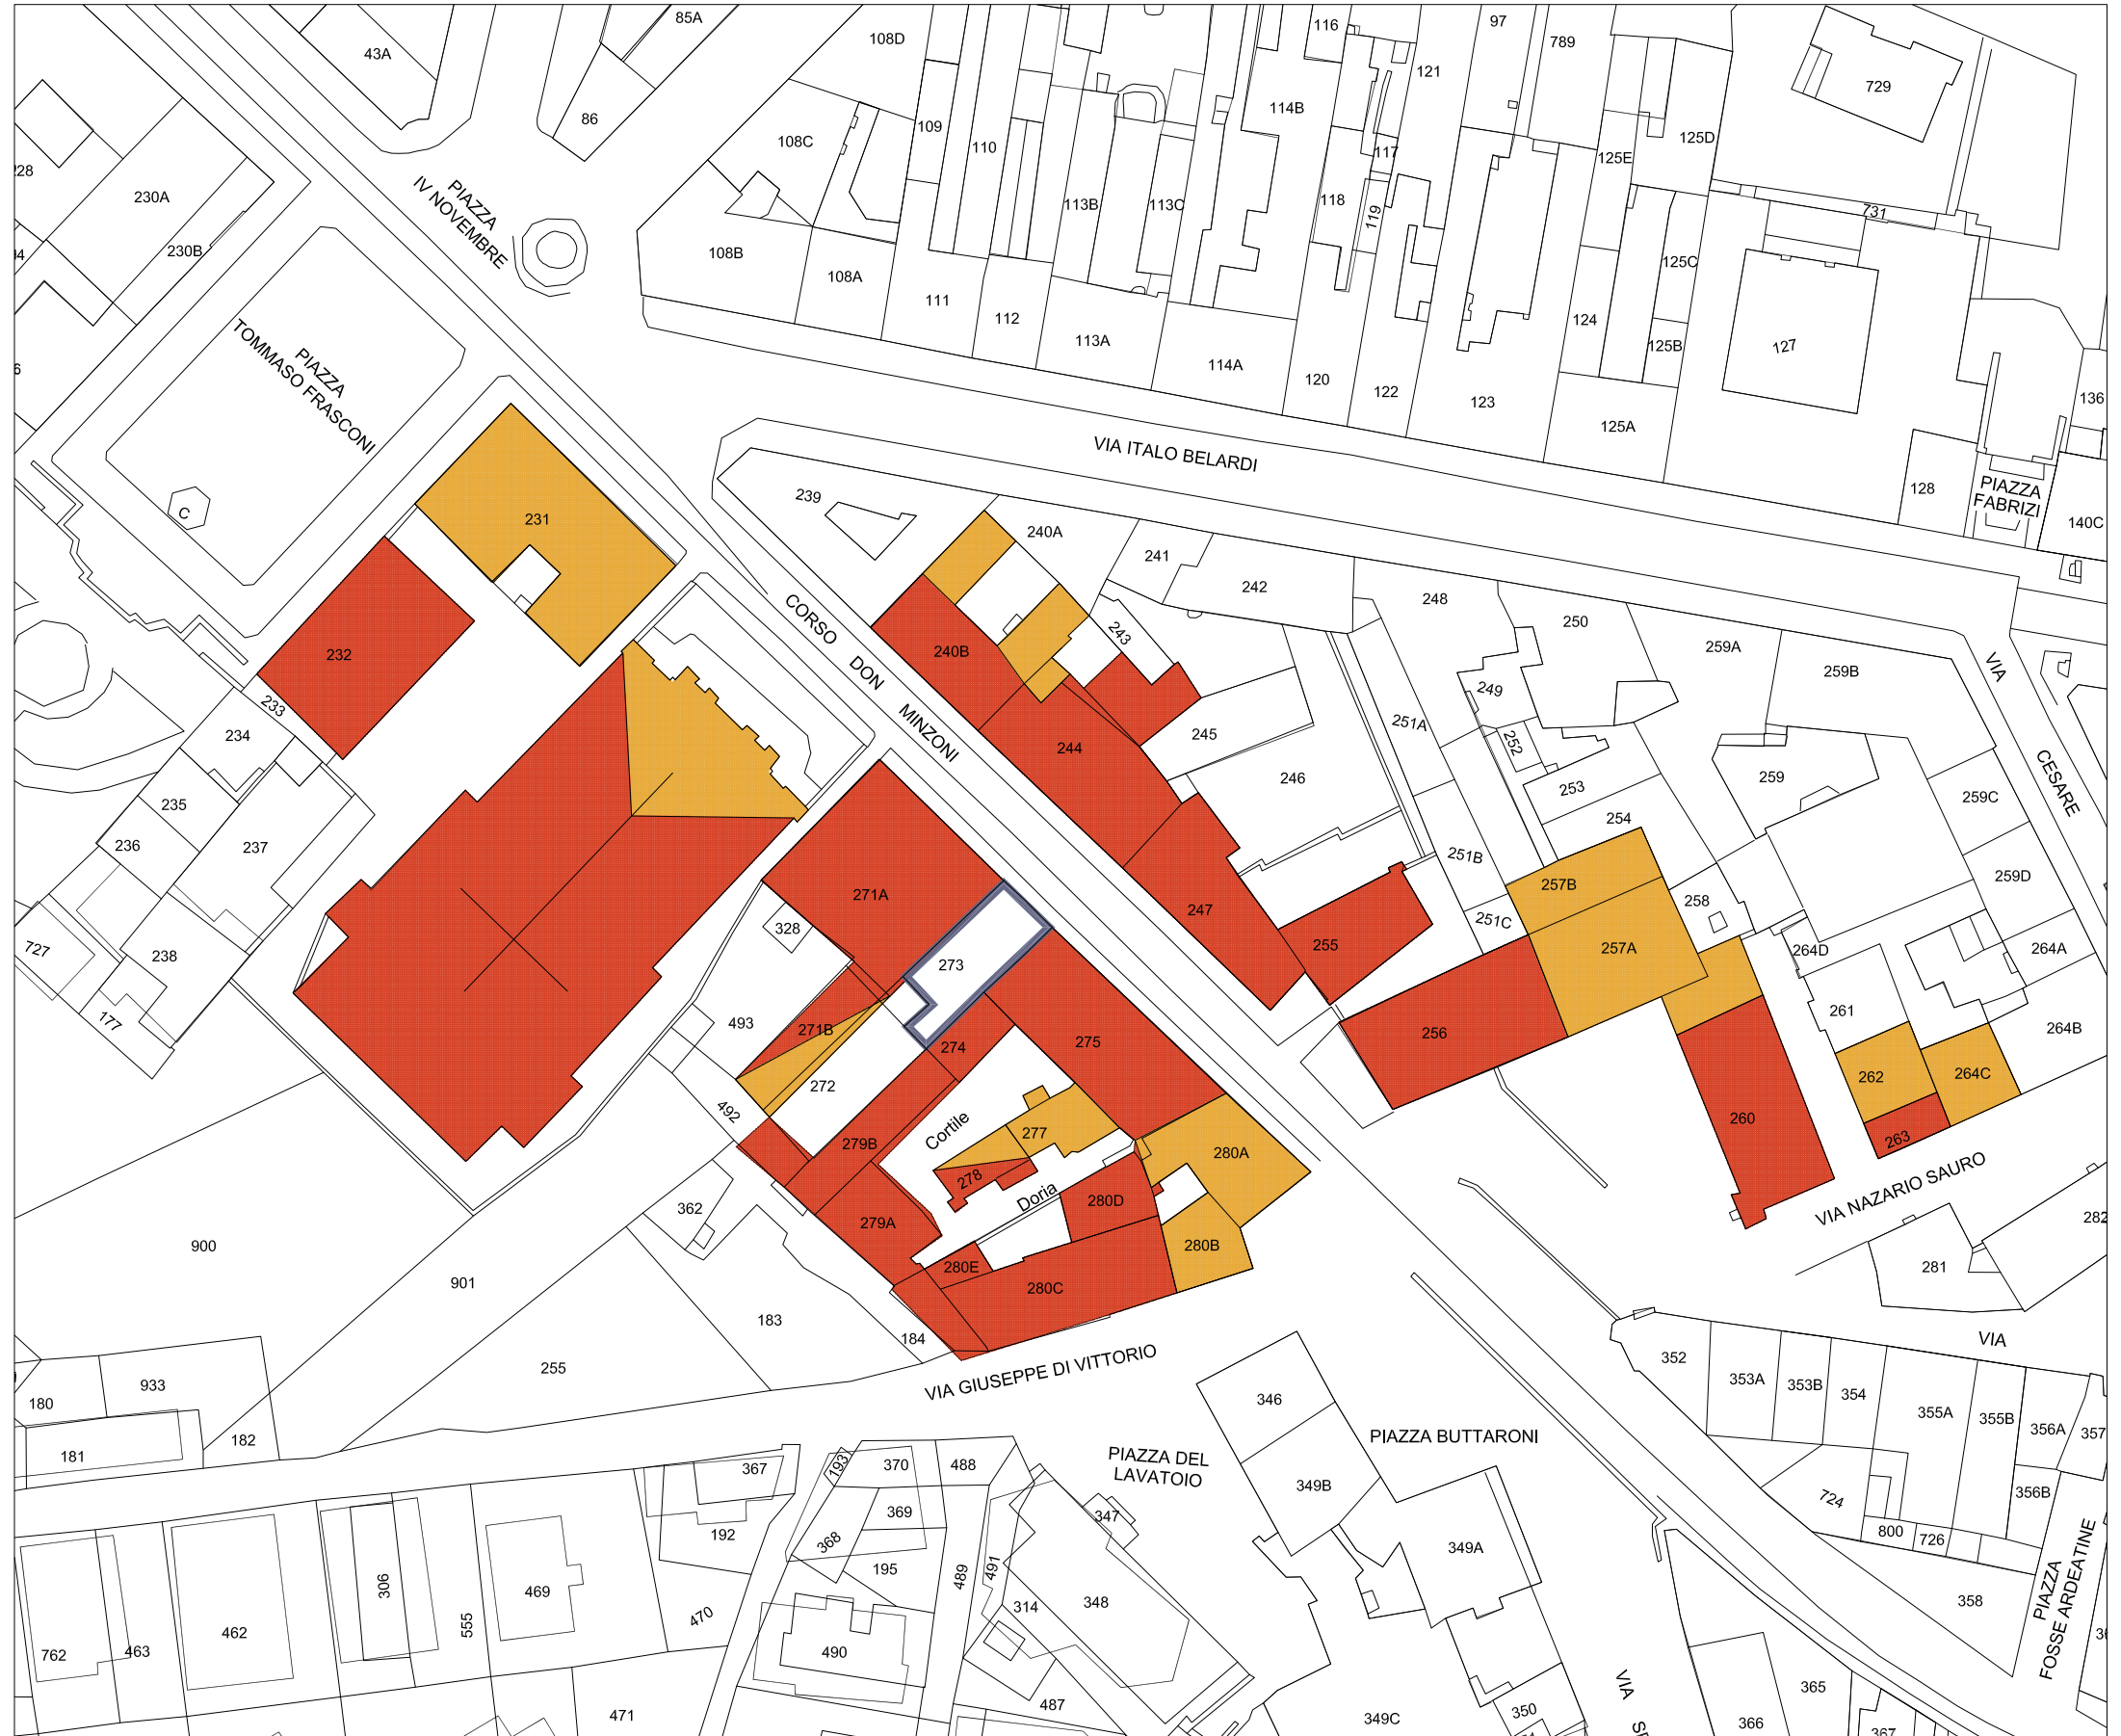 43A
85A
86
108D
108C
109
110
108B
108A
111
112
113B
113C
113A
114B
114A
116
117
118
119
120
121
122
97
789
123
124
125E
125D
125C
125B
125A
729
731
127
128
136
140C
PIAZZA
FABRIZI
230A
230B
PIAZZA
IV NOVEMBRE
PIAZZA
TOMMASO FRASCONI
C
VIA ITALO BELARDI
231
232
233
234
235
236
237
238
727
177
239
240A
240B
241
242
243
244
245
246
247
248
249
250
251A
251B
251C
252
253
254
255
256
257B
257A
258
259A
259B
259
259C
259D
260
261
262
263
264D
264A
264B
264C
CORSO DON MINZONI
VIA CESARE
VIA NAZARIO SAURO
271A
328
273
271B
493
272
274
275
492
279B
Cortile
277
278
Doria
279A
280A
280B
280C
280D
280E
362
900
901
183
184
255
933
180
181
182
VIA GIUSEPPE DI VITTORIO
281
282
VIA
352
353A
353B
354
355A
355B
356A
357
356B
724
800
726
358
PIAZZA
FOSSE ARDEATINE
346
349B
349A
PIAZZA BUTTARONI
PIAZZA DEL
LAVATOIO
347
348
367
192
193
370
488
369
368
195
489
491
314
490
487
762
463
462
306
555
469
470
471
349C
350
VIA
365
366
367